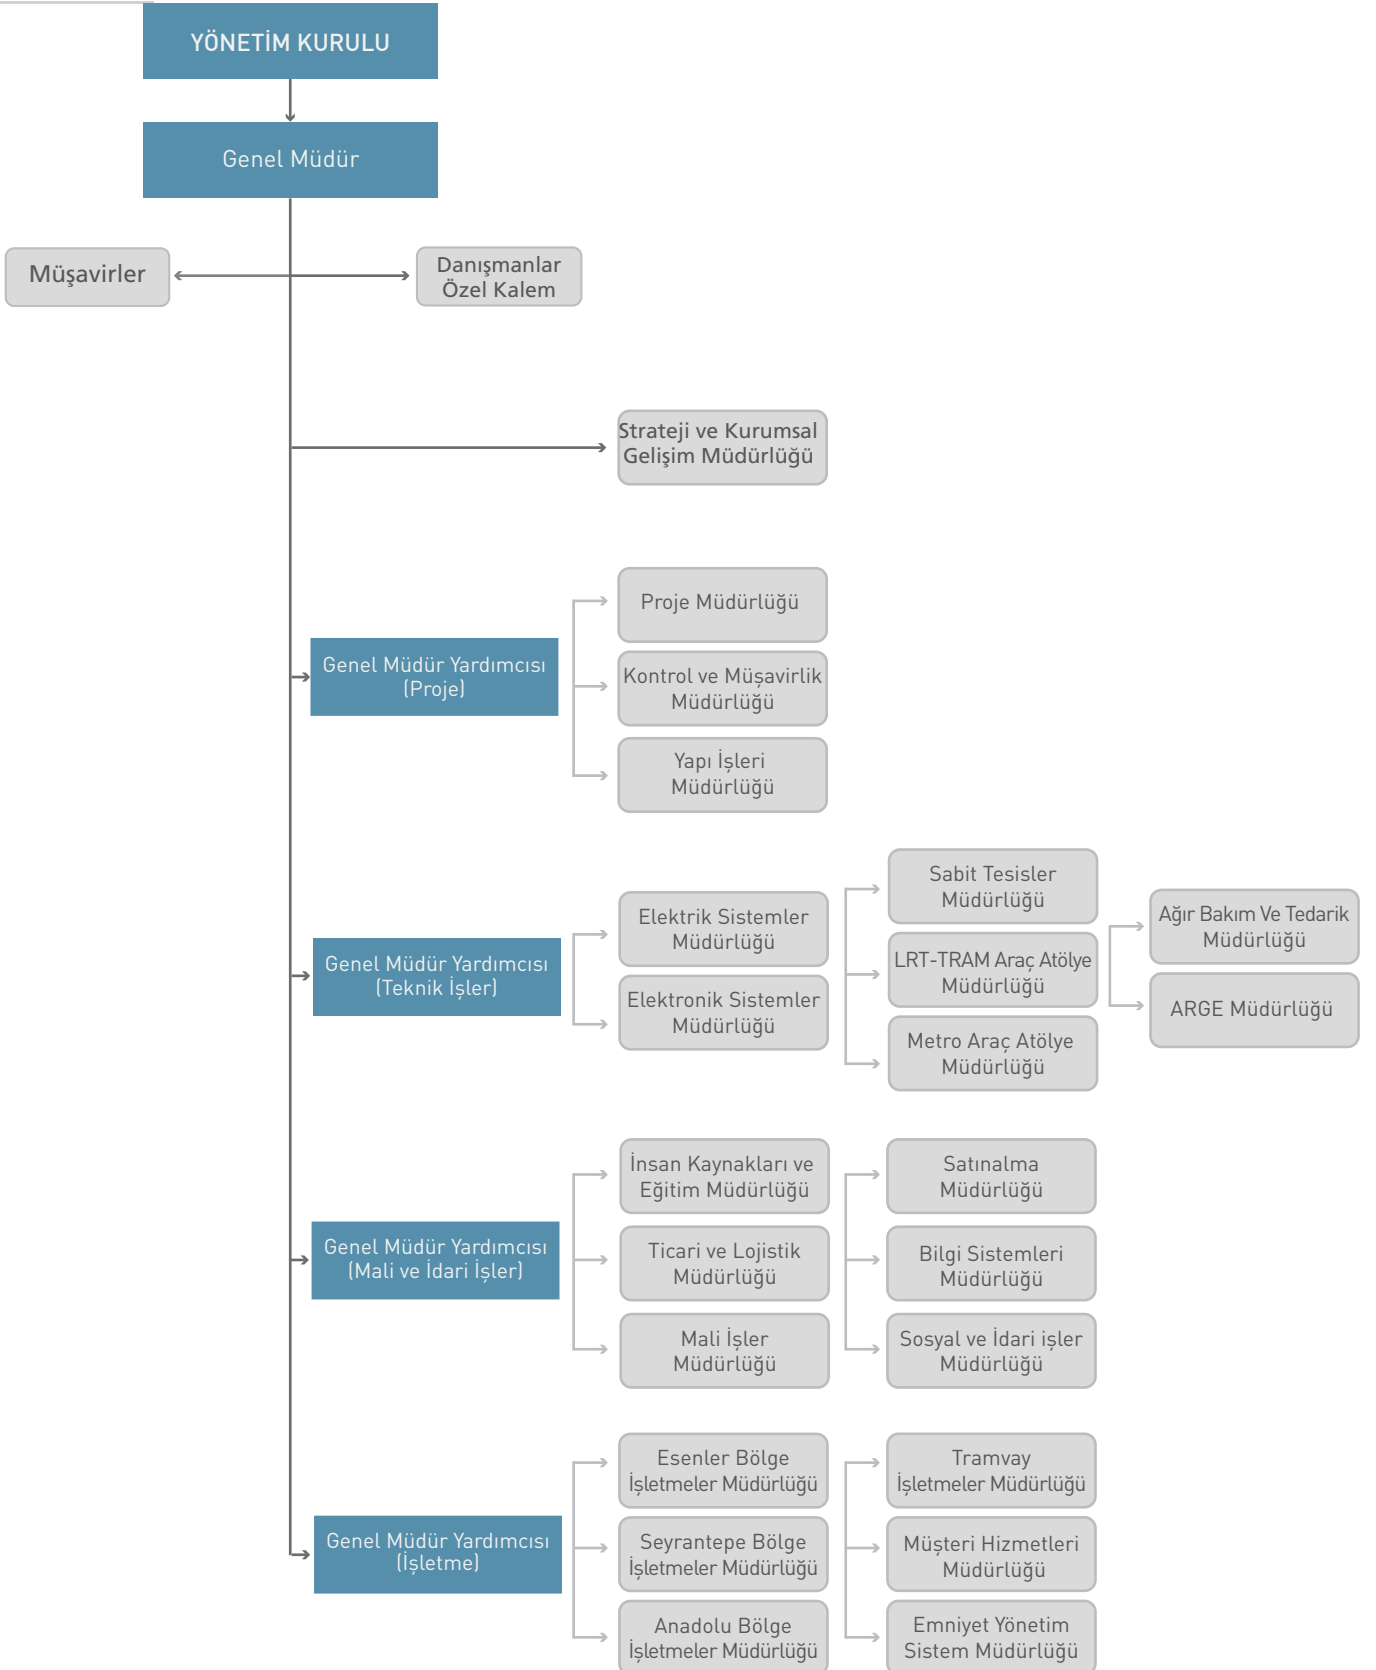 YÖNETİM KURULU
Genel Müdür
Müşavirler
Danışmanlar
Özel Kalem
Strateji ve Kurumsal
Gelişim Müdürlüğü
Genel Müdür Yardımcısı
(Proje)
Proje Müdürlüğü
Kontrol ve Müşavirlik
Müdürlüğü
Yapı İşleri
Müdürlüğü
Genel Müdür Yardımcısı
(Teknik İşler)
Elektrik Sistemler
Müdürlüğü
Elektronik Sistemler
Müdürlüğü
Sabit Tesisler
Müdürlüğü
LRT-TRAM Araç Atölye
Müdürlüğü
Metro Araç Atölye
Müdürlüğü
Ağır Bakım Ve Tedarik
Müdürlüğü
ARGE Müdürlüğü
Genel Müdür Yardımcısı
(Mali ve İdari İşler)
İnsan Kaynakları ve
Eğitim Müdürlüğü
Ticari ve Lojistik
Müdürlüğü
Mali İşler
Müdürlüğü
Satınalma
Müdürlüğü
Bilgi Sistemleri
Müdürlüğü
Sosyal ve İdari işler
Müdürlüğü
Genel Müdür Yardımcısı
(İşletme)
Esenler Bölge
İşletmeler Müdürlüğü
Seyrantepe Bölge
İşletmeler Müdürlüğü
Anadolu Bölge
İşletmeler Müdürlüğü
Tramvay
İşletmeler Müdürlüğü
Müşteri Hizmetleri
Müdürlüğü
Emniyet Yönetim
Sistem Müdürlüğü